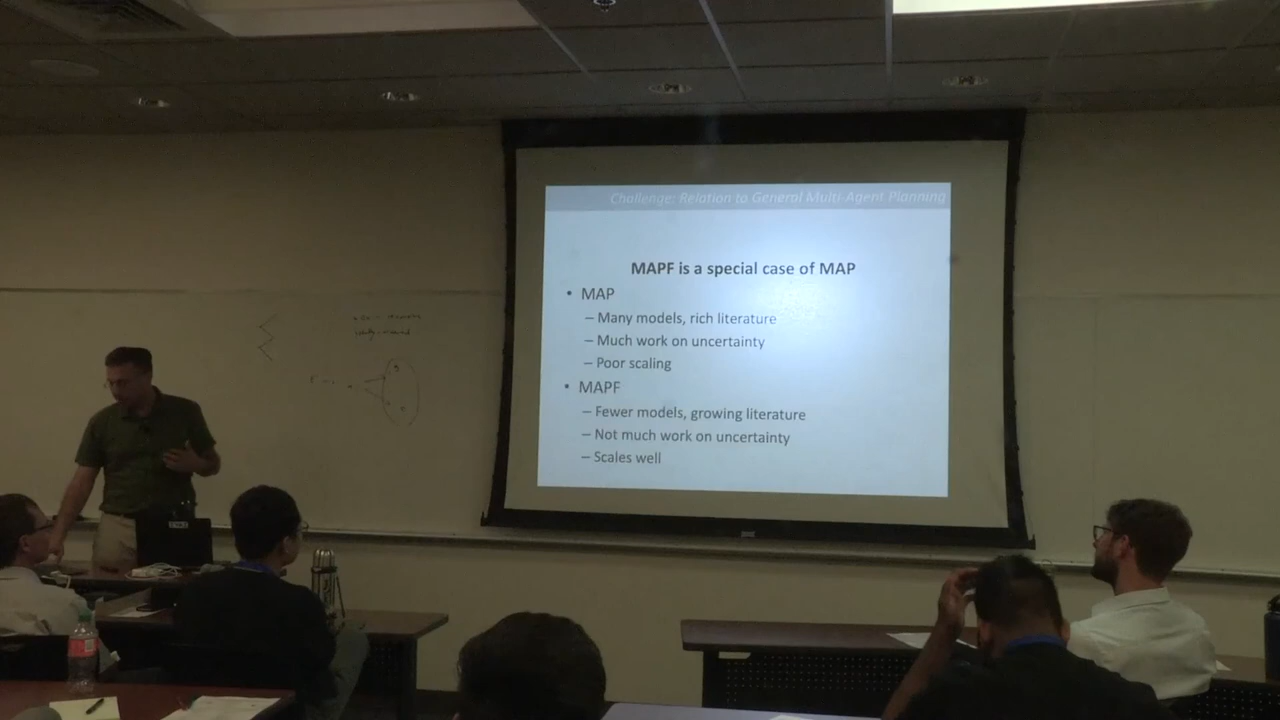 Challenge: Relation to General Multi-Agent Planning
MAPF is a special case of MAP
• MAP
– Many models, rich literature
– Much work on uncertainty
– Poor scaling
• MAPF
– Fewer models, growing literature
– Not much work on uncertainty
– Scales well